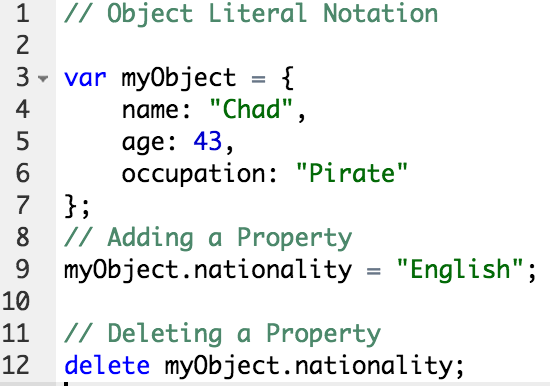 1 // Object Literal Notation
2
3 var myObject = {
4     name: "Chad",
5     age: 43,
6     occupation: "Pirate"
7 };
8 // Adding a Property
9 myObject.nationality = "English";
10
11 // Deleting a Property
12 delete myObject.nationality;